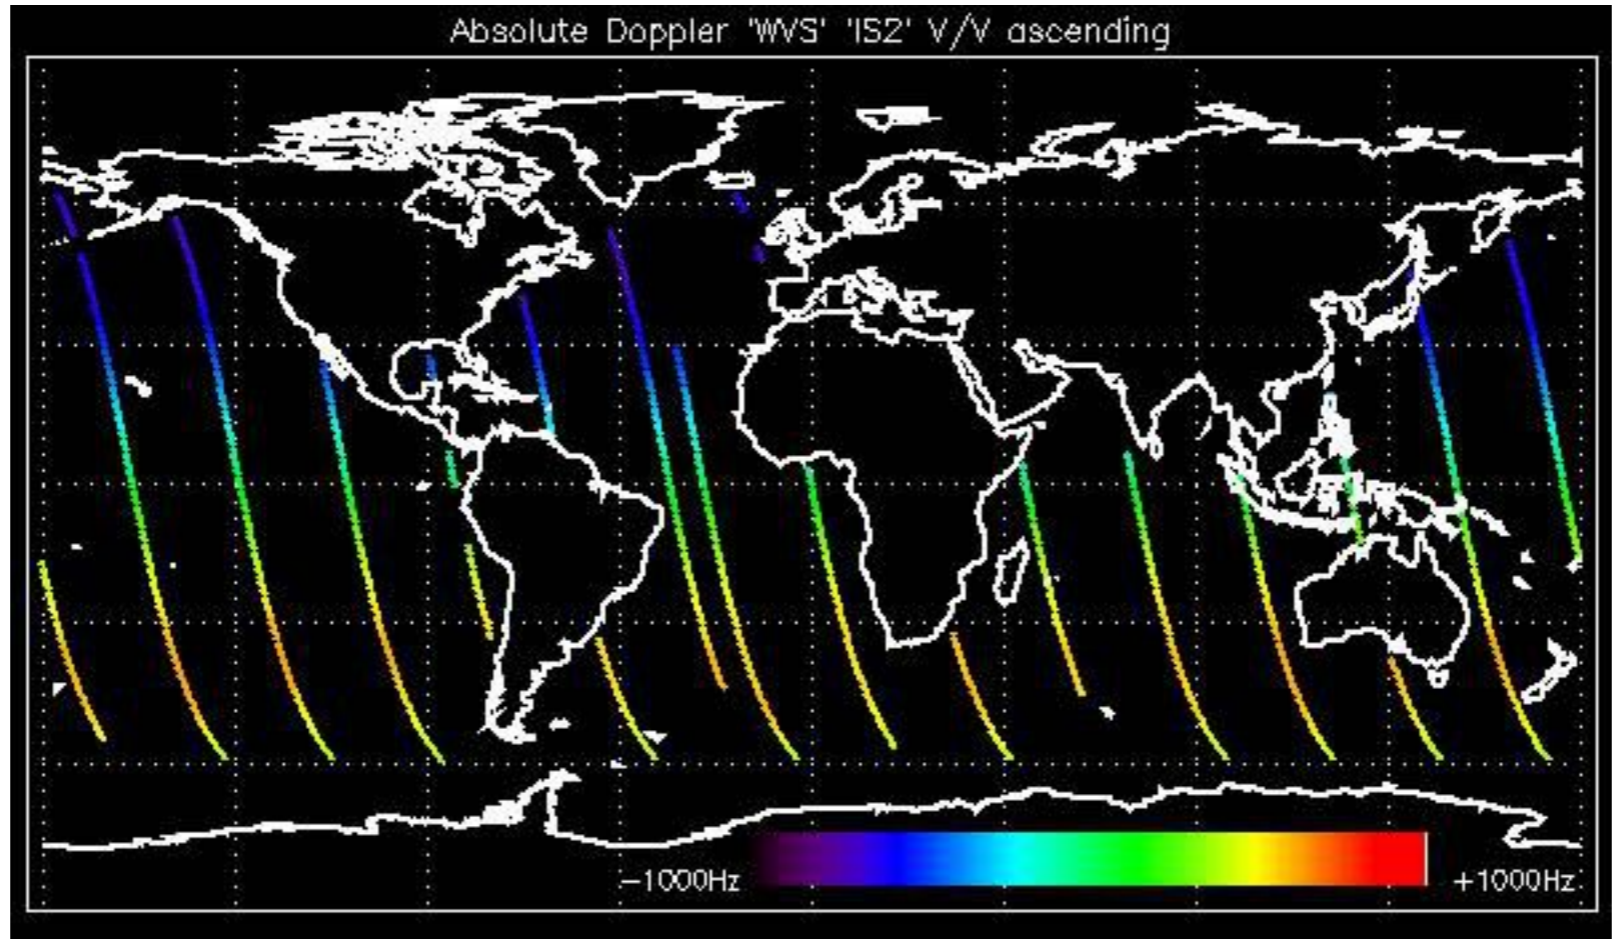 Absolute Doppler 'WVS' 'IS2' V/V ascending
−1000Hz
+1000Hz